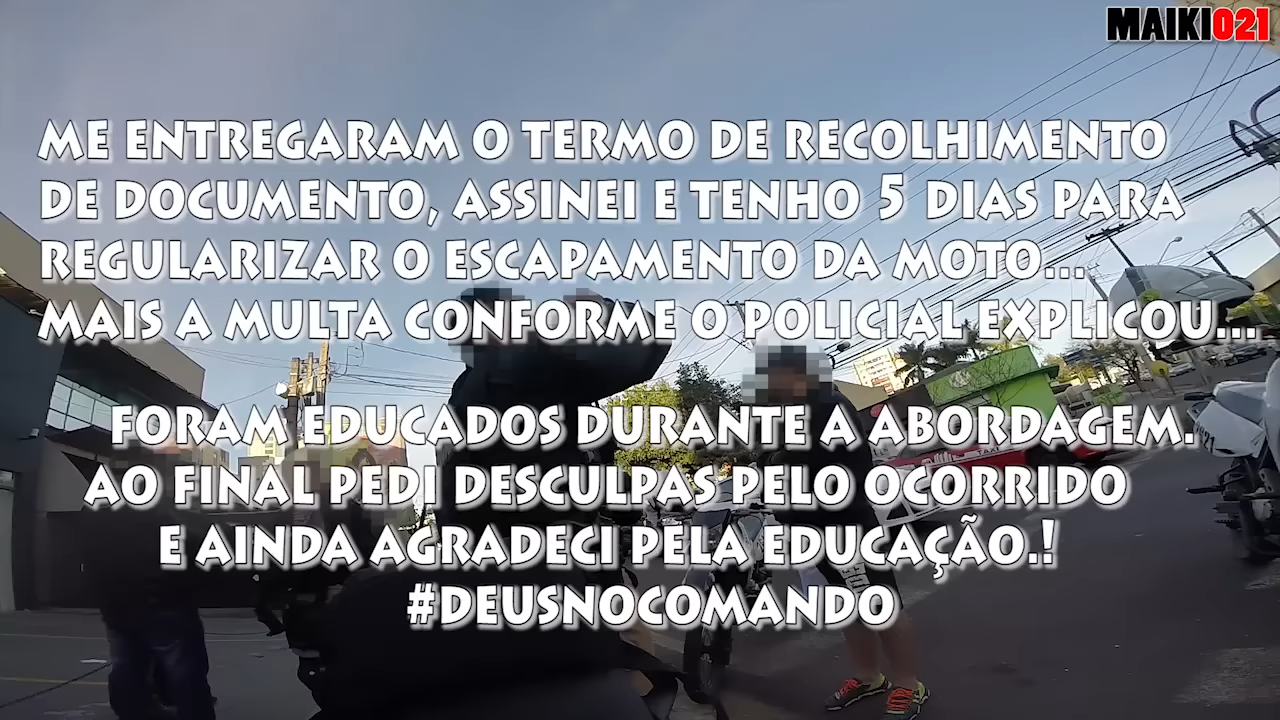 MAIKI021
ME ENTREGARAM O TERMO DE RECOLHIMENTO
DE DOCUMENTO, ASSINEI E TENHO 5 DIAS PARA
REGULARIZAR O ESCAPAMENTO DA MOTO...
MAIS A MULTA CONFORME O POLICIAL EXPLICOU...
FORAM EDUCADOS DURANTE A ABORDAGEM.
AO FINAL PEDI DESCULPAS PELO OCORRIDO
E AINDA AGRADECI PELA EDUCAÇÃO.!
#DEUSNOCOMANDO
TAXI